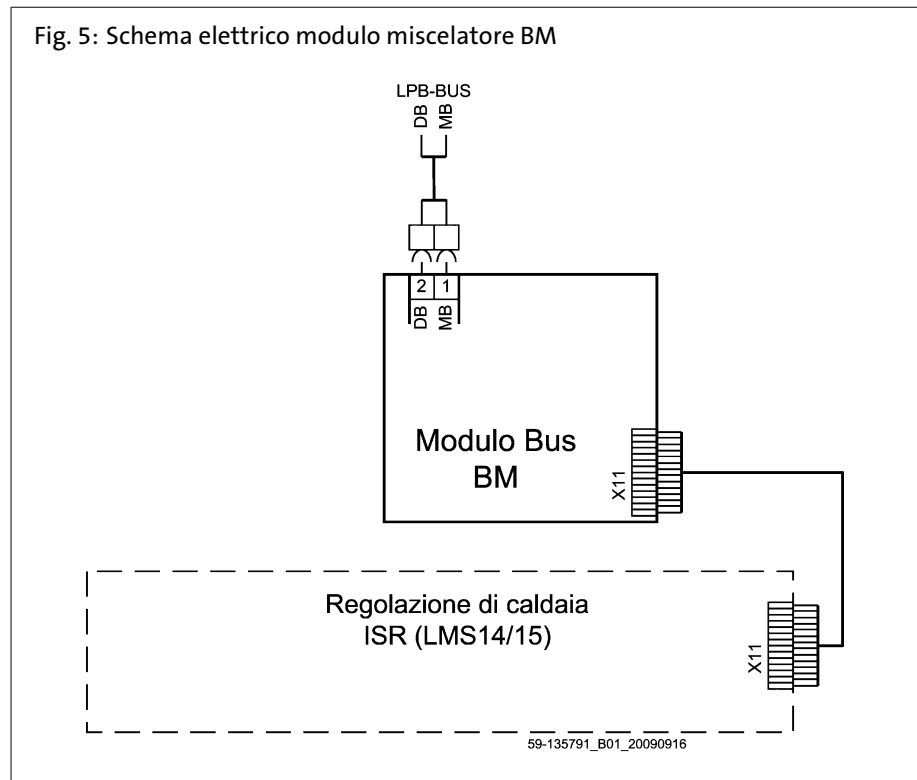 Fig. 5: Schema elettrico modulo miscelatore BM
LPB-BUS
DB
MB
2
1
DB
MB
Modulo Bus
BM
X11
Regolazione di caldaia
ISR (LMS14/15)
X11
59-135791_B01_20090916